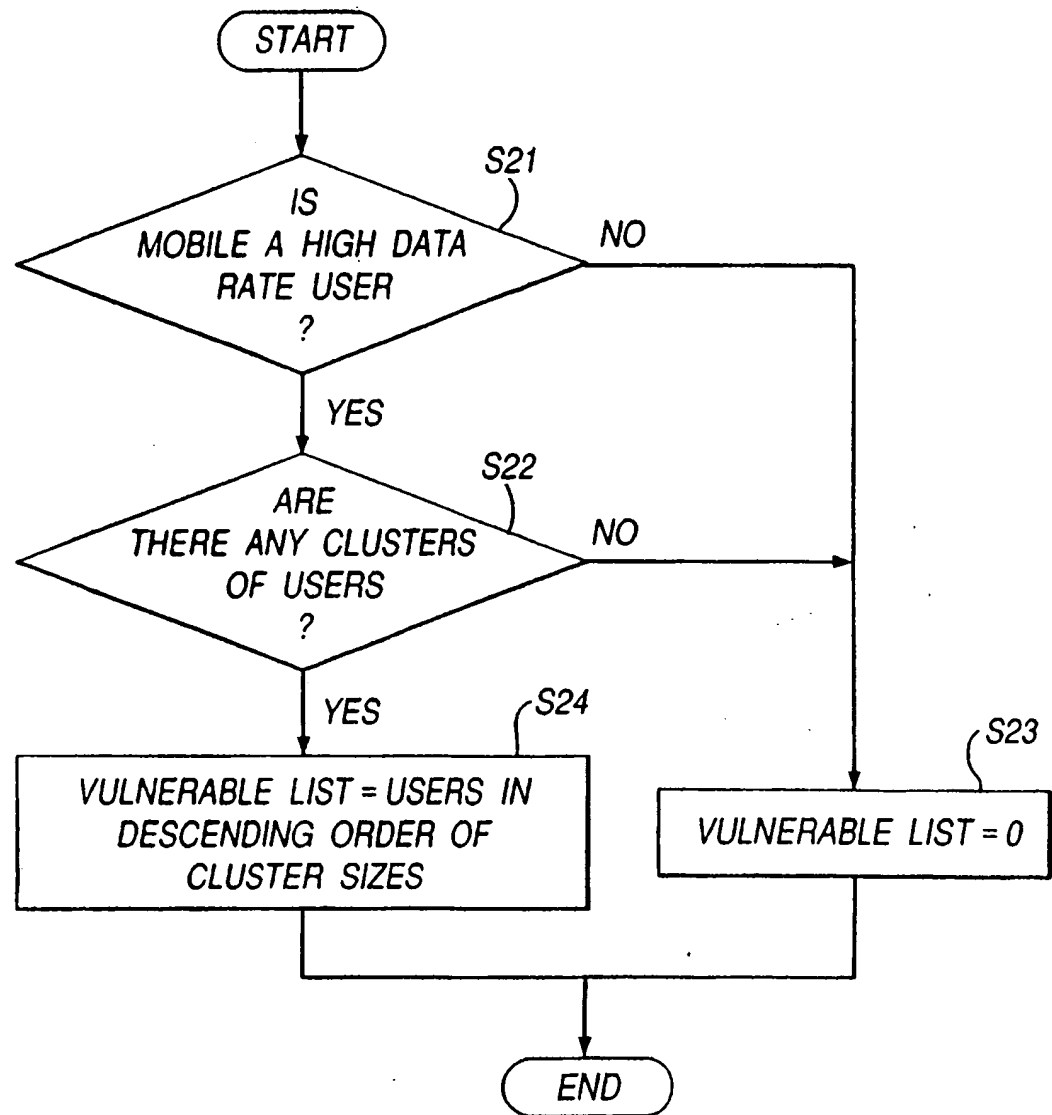 START
S21
IS
MOBILE A HIGH DATA
RATE USER
?
NO
YES
S22
ARE
THERE ANY CLUSTERS
OF USERS
?
NO
YES
S24
VULNERABLE LIST = USERS IN
DESCENDING ORDER OF
CLUSTER SIZES
S23
VULNERABLE LIST = 0
END